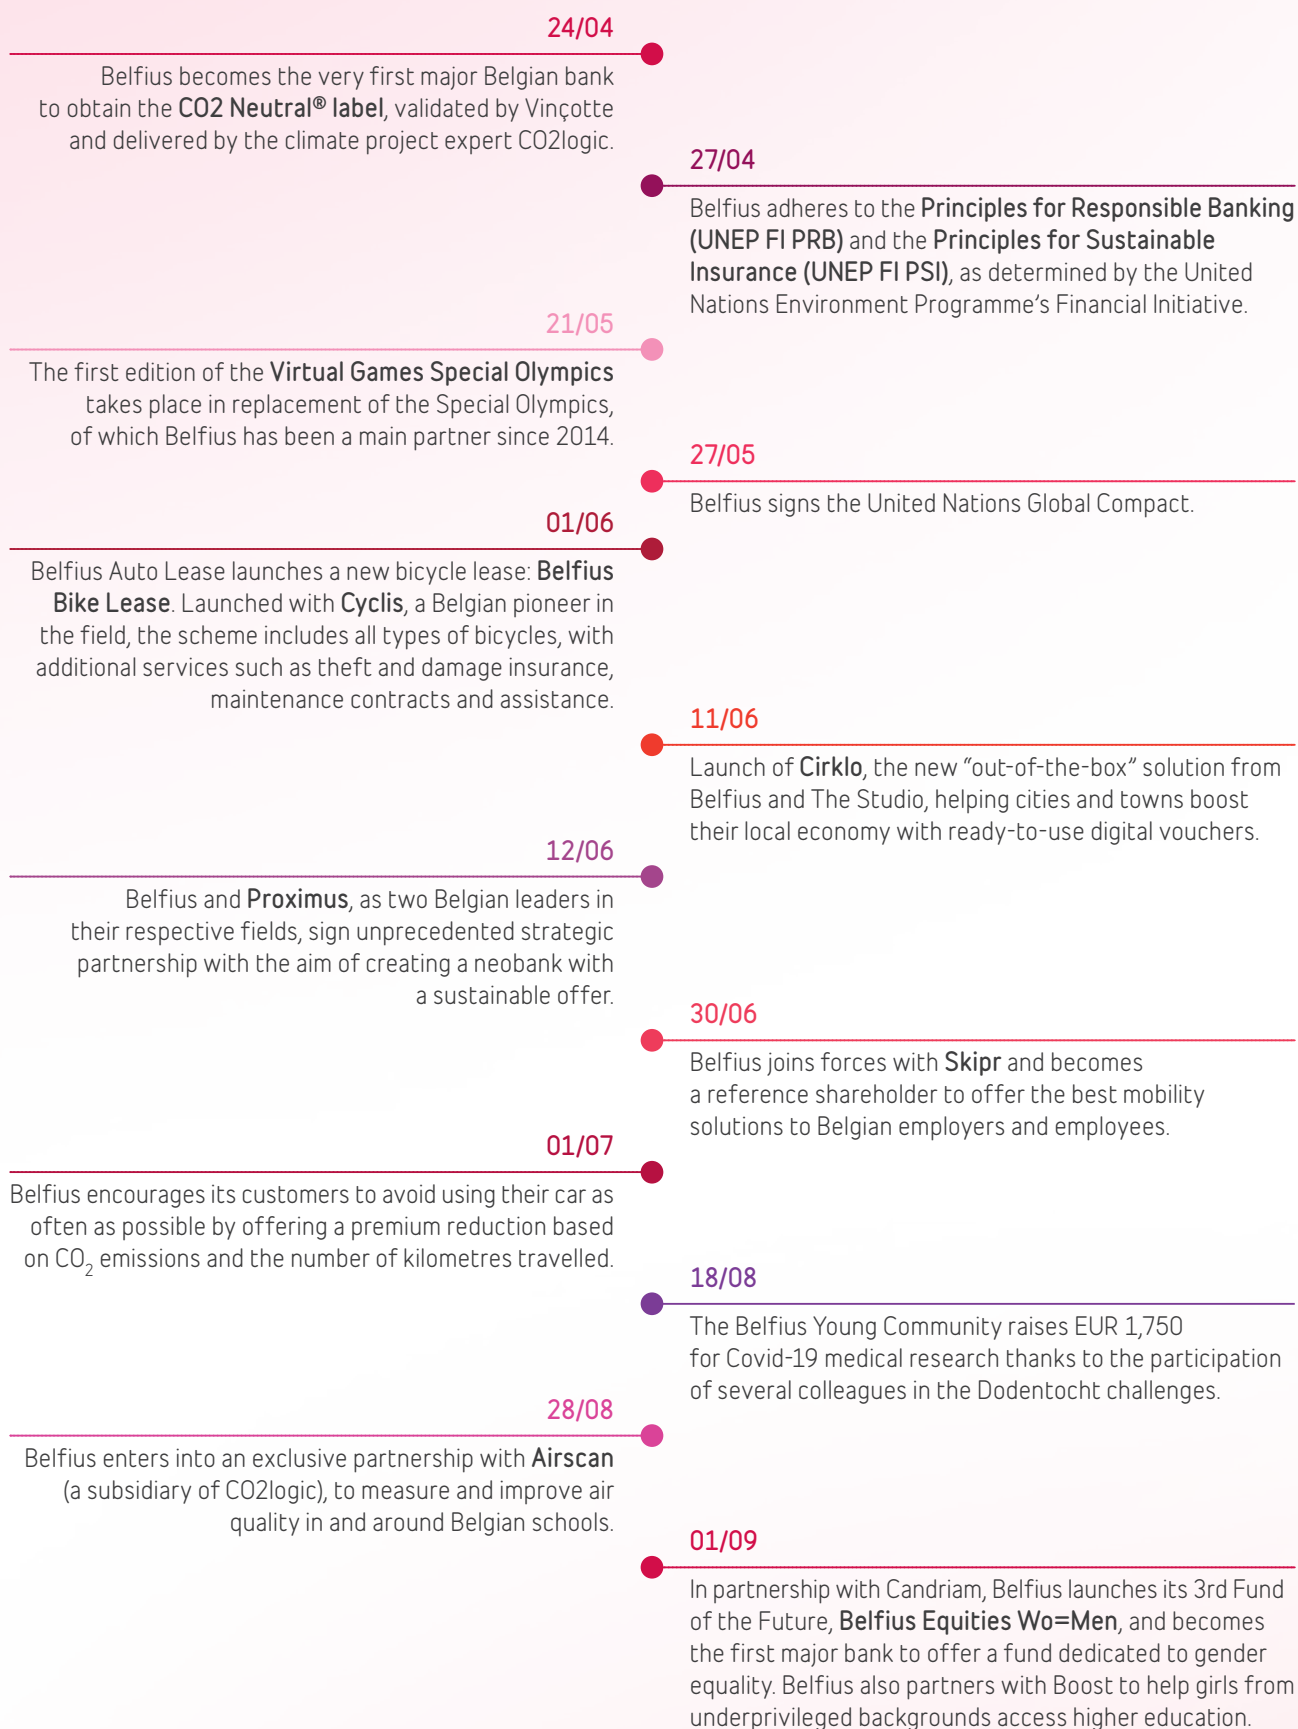 24/04
Belfius becomes the very first major Belgian bank
to obtain the CO2 Neutral® label, validated by Vinçotte
and delivered by the climate project expert CO2logic.
27/04
Belfius adheres to the Principles for Responsible Banking
(UNEP FI PRB) and the Principles for Sustainable
Insurance (UNEP FI PSI), as determined by the United
Nations Environment Programme’s Financial Initiative.
21/05
The first edition of the Virtual Games Special Olympics
takes place in replacement of the Special Olympics,
of which Belfius has been a main partner since 2014.
27/05
Belfius signs the United Nations Global Compact.
01/06
Belfius Auto Lease launches a new bicycle lease: Belfius
Bike Lease. Launched with Cyclis, a Belgian pioneer in
the field, the scheme includes all types of bicycles, with
additional services such as theft and damage insurance,
maintenance contracts and assistance.
11/06
Launch of Cirklo, the new “out-of-the-box” solution from
Belfius and The Studio, helping cities and towns boost
their local economy with ready-to-use digital vouchers.
12/06
Belfius and Proximus, as two Belgian leaders in
their respective fields, sign unprecedented strategic
partnership with the aim of creating a neobank with
a sustainable offer.
30/06
Belfius joins forces with Skipr and becomes
a reference shareholder to offer the best mobility
solutions to Belgian employers and employees.
01/07
Belfius encourages its customers to avoid using their car as
often as possible by offering a premium reduction based
on CO₂ emissions and the number of kilometres travelled.
18/08
The Belfius Young Community raises EUR 1,750
for Covid-19 medical research thanks to the participation
of several colleagues in the Dodentocht challenges.
28/08
Belfius enters into an exclusive partnership with Airscan
(a subsidiary of CO2logic), to measure and improve air
quality in and around Belgian schools.
01/09
In partnership with Candriam, Belfius launches its 3rd Fund
of the Future, Belfius Equities Wo=Men, and becomes
the first major bank to offer a fund dedicated to gender
equality. Belfius also partners with Boost to help girls from
underprivileged backgrounds access higher education.